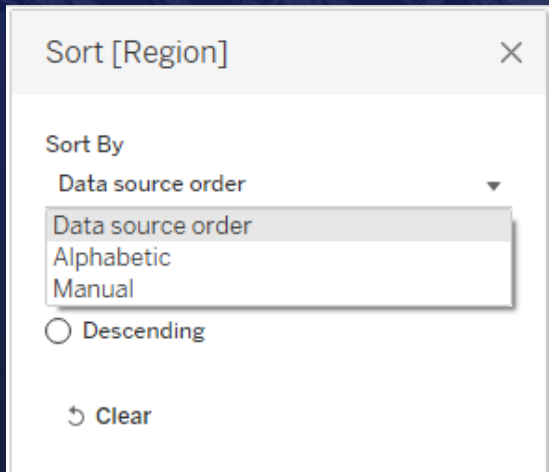 Sort [Region]
Sort By
Data source order
Data source order
Alphabetic
Manual
Descending
Clear